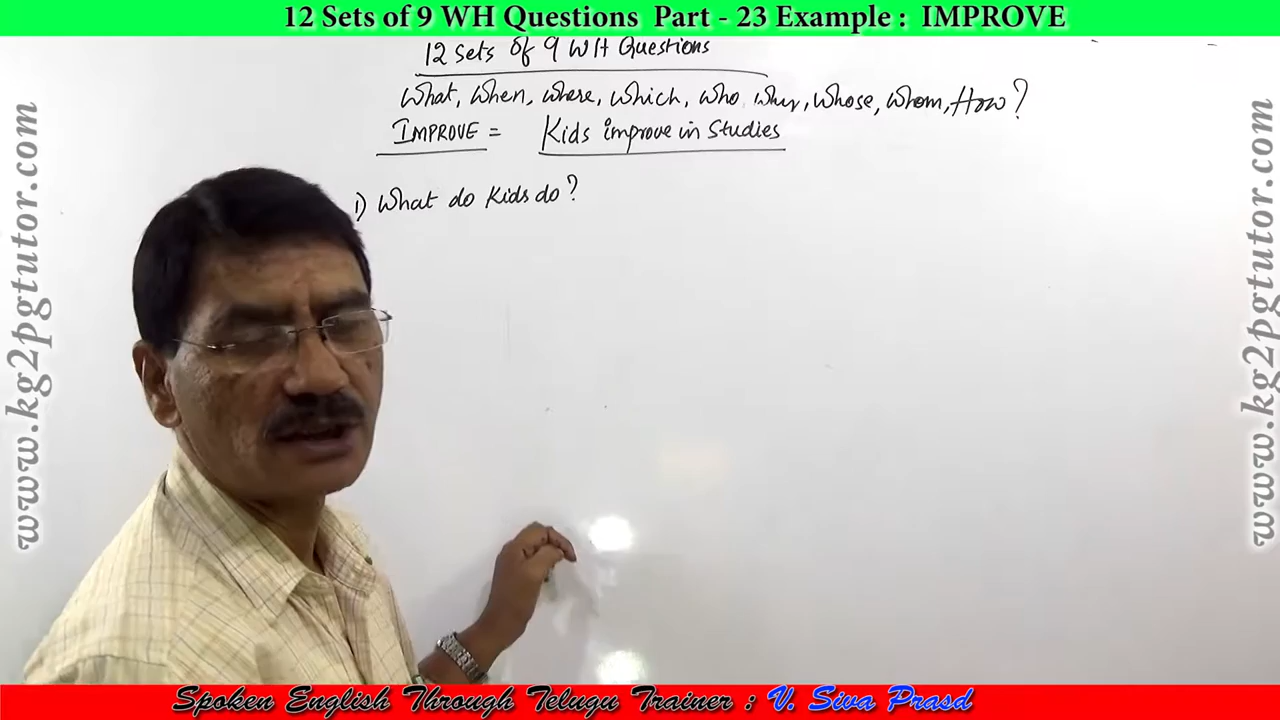 12 Sets of 9 WH Questions Part - 23 Example : IMPROVE
12 sets of 9 WH Questions
What, When, where, which, who, why, whose, whom, How?
IMPROVE = Kids improve in Studies
1) What do Kids do?
www.kg2pgtutor.com
www.kg2pgtutor.com
Spoken English Through Telugu Trainer : V. Siva Prasd